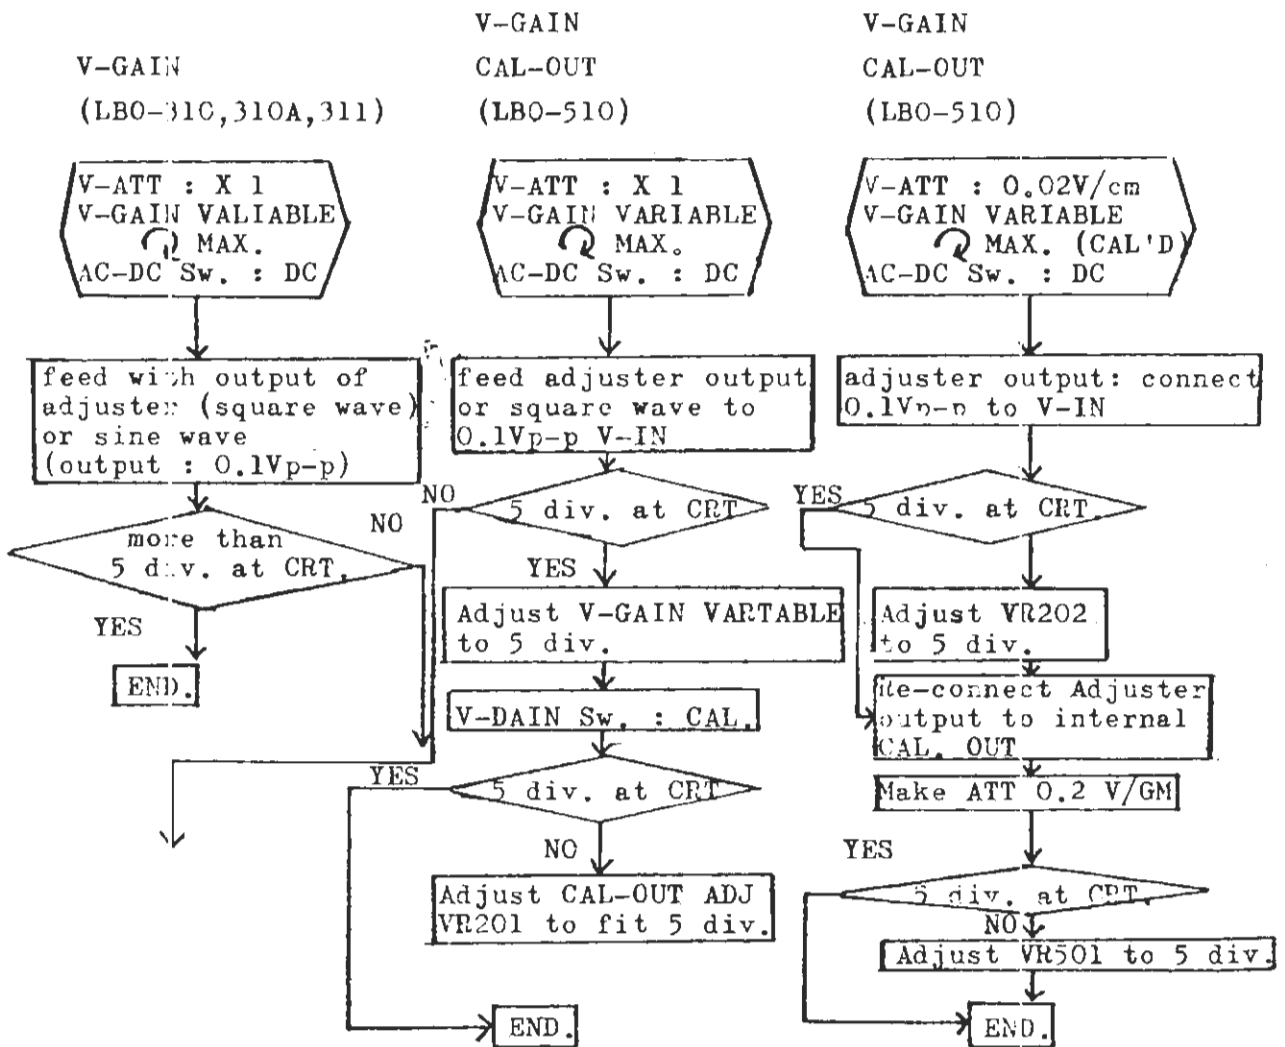 V-GAIN
(LBO-310,310A,311)
V-ATT : X 1
V-GAIN VALIABLE
MAX.
AC-DC Sw. : DC
feed with output of
adjuster (square wave)
or sine wave
(output : 0.1Vp-p)
NO
more than
5 div. at CRT.
YES
END.
V-GAIN
CAL-OUT
(LBO-510)
V-ATT : X 1
V-GAIN VARIABLE
MAX.
AC-DC Sw. : DC
feed adjuster output
or square wave to
0.1Vp-p V-IN
NO
5 div. at CRT
YES
Adjust V-GAIN VARTABLE
to 5 div.
V-DAIN Sw. : CAL.
YES
5 div. at CRT
NO
Adjust CAL-OUT ADJ
VR201 to fit 5 div.
END.
V-GAIN
CAL-OUT
(LBO-510)
V-ATT : 0.02V/cm
V-GAIN VARIABLE
MAX. (CAL'D)
AC-DC Sw. : DC
adjuster output: connect
0.1Vp-p to V-IN
YES
5 div. at CRT
Adjust VR202
to 5 div.
Re-connect Adjuster
output to internal
CAL. OUT
Make ATT 0.2 V/GM
YES
5 div. at CRT.
NO
Adjust VR501 to 5 div.
END.